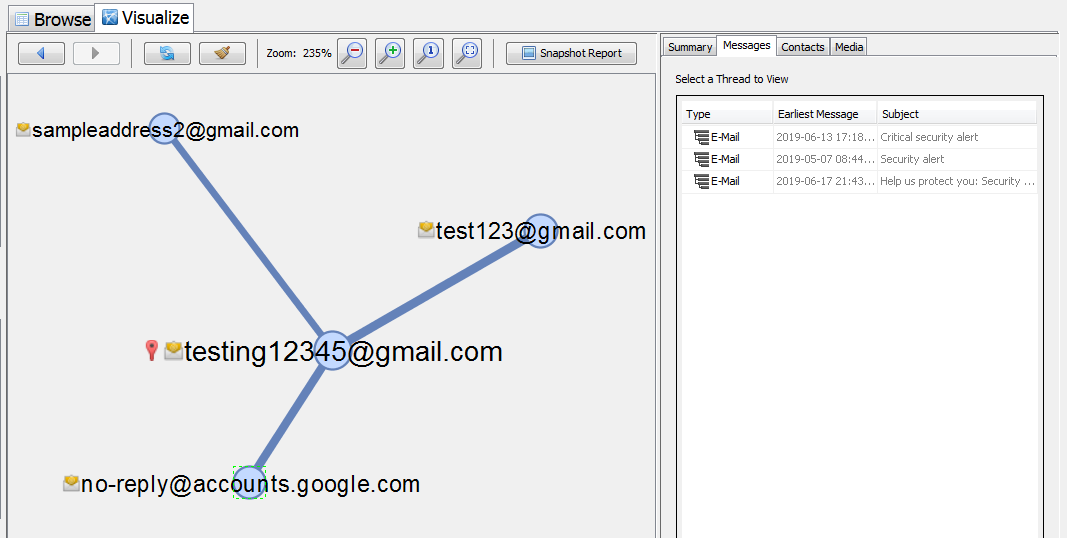 Browse Visualize
Zoom: 235% 1 Snapshot Report
sampleaddress2@gmail.com
test123@gmail.com
testing12345@gmail.com
no-reply@accounts.google.com
Summary Messages Contacts Media
Select a Thread to View
Type Earliest Message Subject
E-Mail 2019-06-13 17:18... Critical security alert
E-Mail 2019-05-07 08:44... Security alert
E-Mail 2019-06-17 21:43... Help us protect you: Security ...